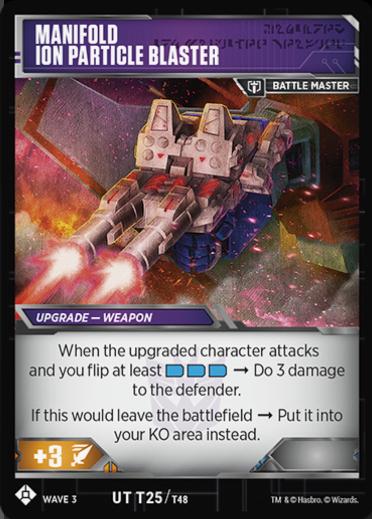 MANIFOLD
ION PARTICLE BLASTER
BATTLE MASTER
UPGRADE — WEAPON
When the upgraded character attacks
and you flip at least → Do 3 damage
to the defender.
If this would leave the battlefield → Put it into
your KO area instead.
+3
WAVE 3
UT T25/T48
TM & © Hasbro. © Wizards.